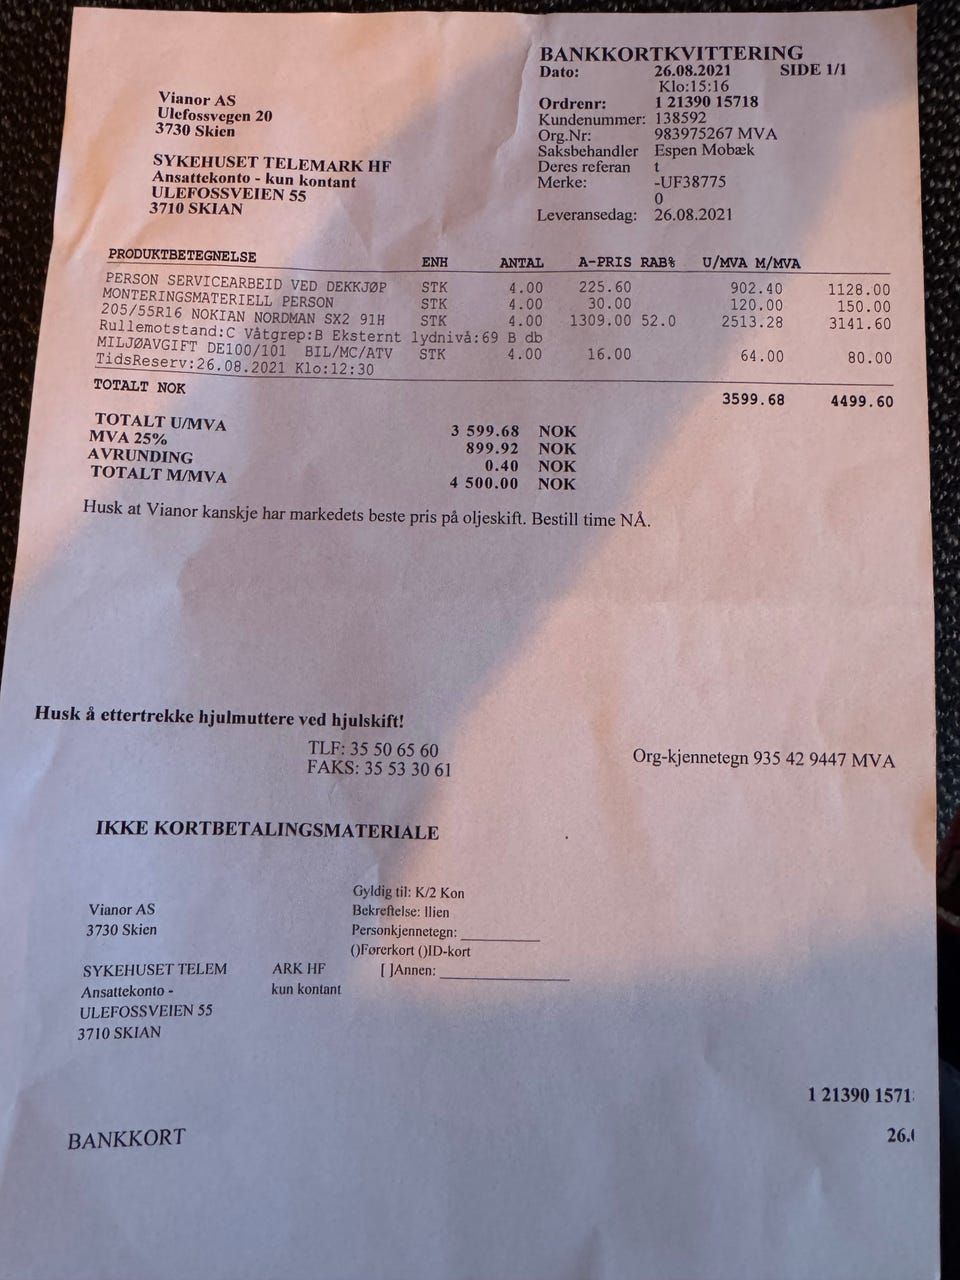 BANKKORTKVITTERING
Dato: 26.08.2021 SIDE 1/1
Klo:15:16
Ordrenr: 1 21390 15718
Kundenummer: 138592
Org.Nr: 983975267 MVA
Saksbehandler Espen Mobæk
Deres referan t
Merke: -UF38775
0
Leveransedag: 26.08.2021
Vianor AS
Ulefossvegen 20
3730 Skien
SYKEHUSET TELEMARK HF
Ansattekonto - kun kontant
ULEFOSSVEIEN 55
3710 SKIAN
PRODUKTBETEGNELSE ENH ANTAL A-PRIS RAB% U/MVA M/MVA
PERSON SERVICEARBEID VED DEKKJØP STK 4.00 225.60 902.40 1128.00
MONTERINGSMATERIELL PERSON STK 4.00 30.00 120.00 150.00
205/55R16 NOKIAN NORDMAN SX2 91H STK 4.00 1309.00 52.0 2513.28 3141.60
Rullemotstand:C Våtgrep:B Eksternt lydnivå:69 B db
MILJØAVGIFT DE100/101 BIL/MC/ATV STK 4.00 16.00 64.00 80.00
TidsReserv:26.08.2021 Klo:12:30
TOTALT NOK 3599.68 4499.60
TOTALT U/MVA 3 599.68 NOK
MVA 25% 899.92 NOK
AVRUNDING 0.40 NOK
TOTALT M/MVA 4 500.00 NOK
Husk at Vianor kanskje har markedets beste pris på oljeskift. Bestill time NÅ.
Husk å ettertrekke hjulmuttere ved hjulskift!
TLF: 35 50 65 60
FAKS: 35 53 30 61
Org-kjennetegn 935 42 9447 MVA
IKKE KORTBETALINGSMATERIALE
Gyldig til: K/2 Kon
Bekreftelse: Ilien
Personkjennetegn:
()Førerkort ()ID-kort
[ ]Annen:
Vianor AS
3730 Skien
SYKEHUSET TELEM ARK HF
Ansattekonto - kun kontant
ULEFOSSVEIEN 55
3710 SKIAN
1 21390 1571
BANKKORT 26.